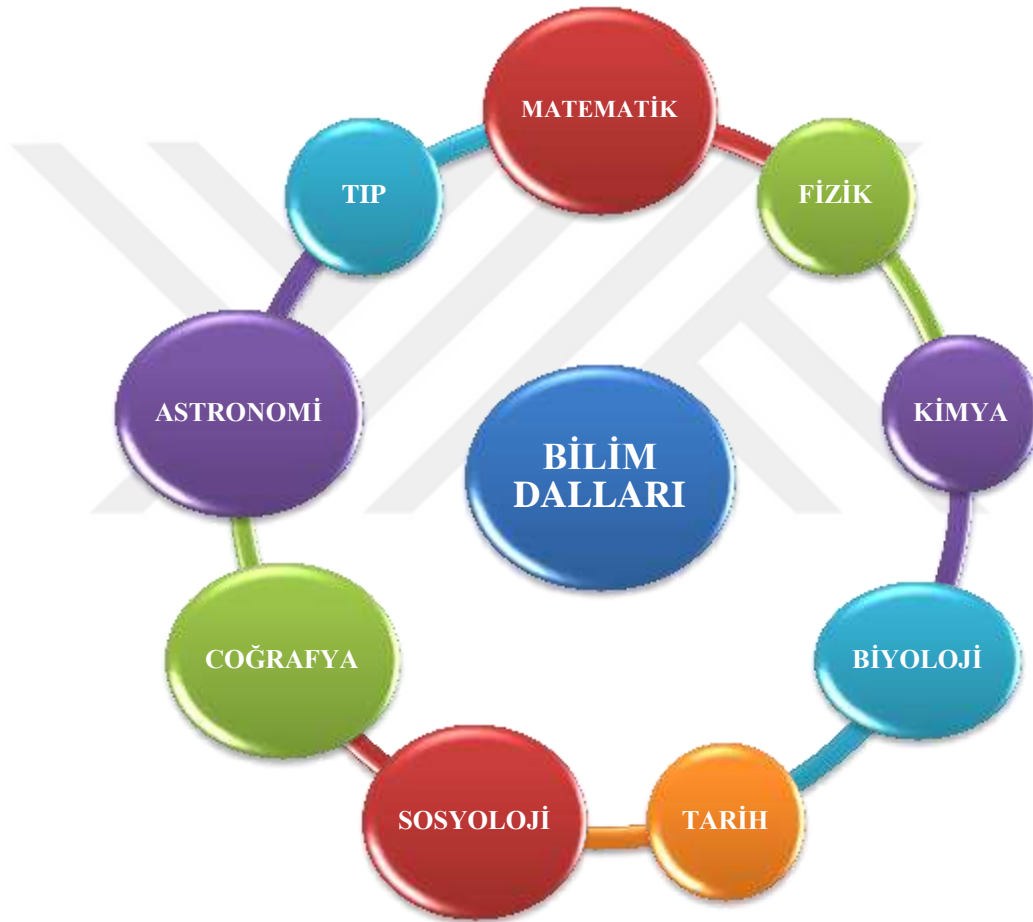 MATEMATİK
FİZİK
KİMYA
BİYOLOJİ
TARİH
SOSYOLOJİ
COĞRAFYA
ASTRONOMİ
TIP
BİLİM
DALLARI